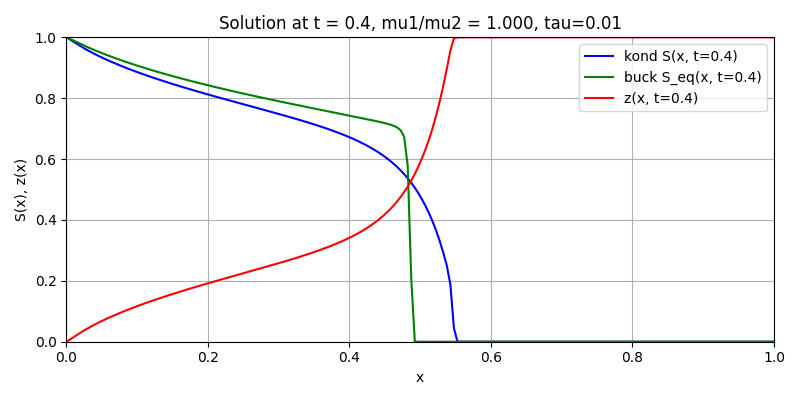 Solution at t = 0.4, mu1/mu2 = 1.000, tau=0.01
kond S(x, t=0.4)
buck S_eq(x, t=0.4)
z(x, t=0.4)
S(x), z(x)
1.0
0.8
0.6
0.4
0.2
0.0
0.0 0.2 0.4 0.6 0.8 1.0
x